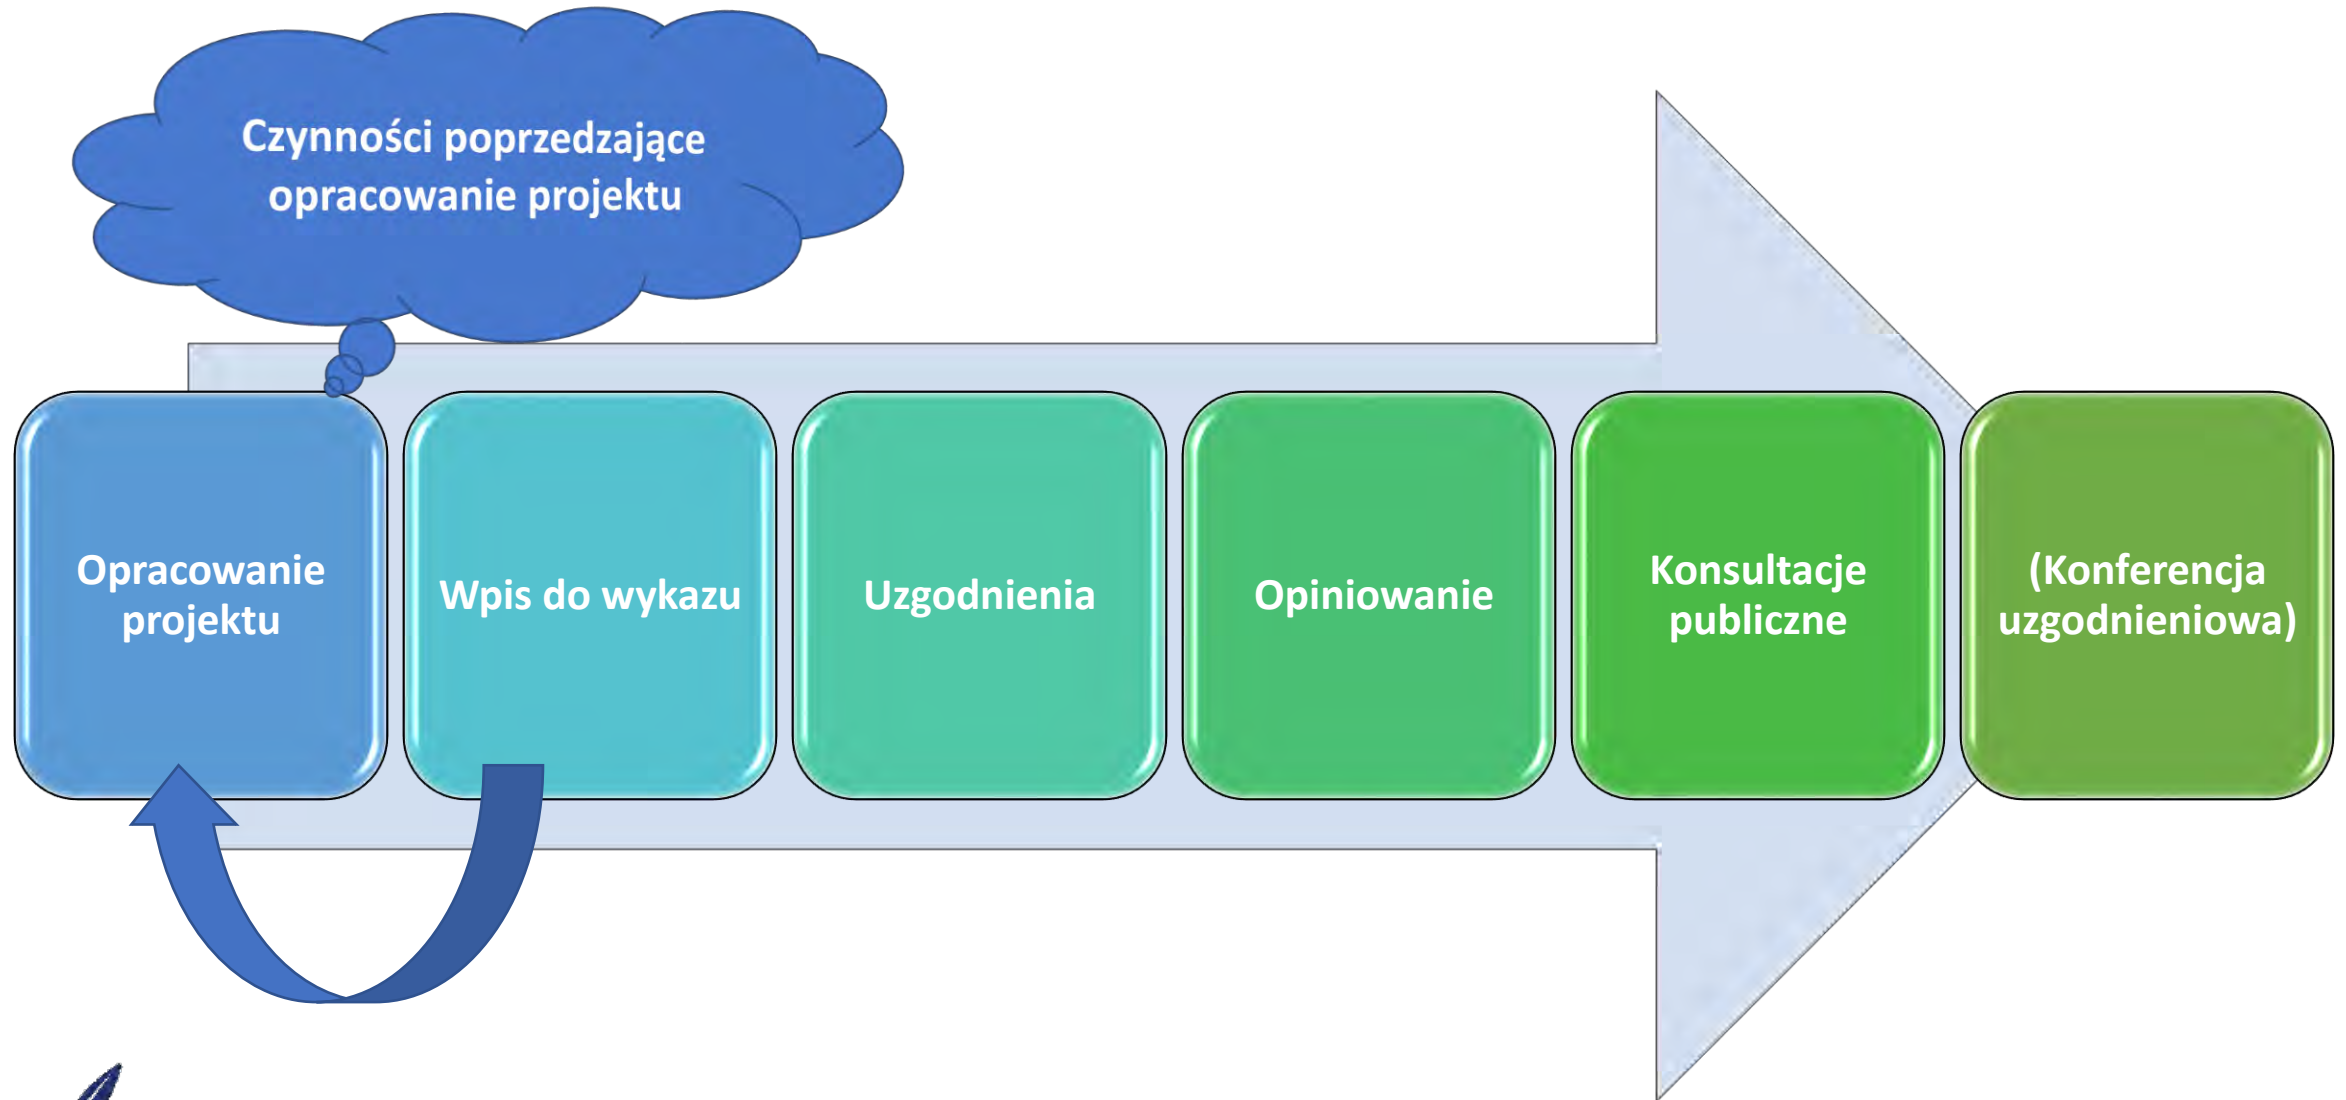 Czynności poprzedzające
opracowanie projektu
Opracowanie
projektu
Wpis do wykazu
Uzgodnienia
Opiniowanie
Konsultacje
publiczne
(Konferencja
uzgodnieniowa)